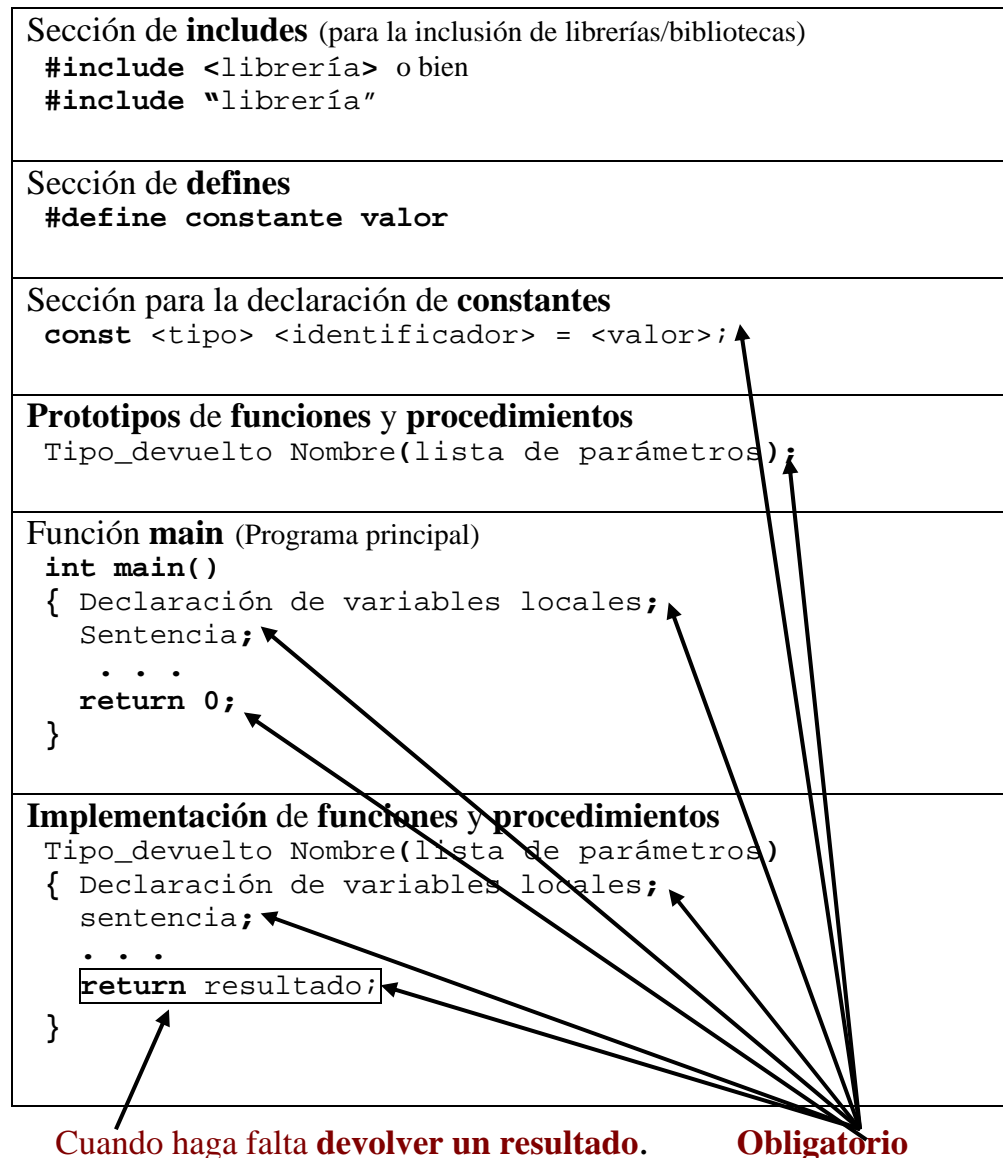 Sección de includes (para la inclusión de librerías/bibliotecas)
#include <librería> o bien
#include “librería”
Sección de defines
#define constante valor
Sección para la declaración de constantes
const <tipo> <identificador> = <valor>;
Prototipos de funciones y procedimientos
Tipo_devuelto Nombre(lista de parámetros);
Función main (Programa principal)
int main()
{ Declaración de variables locales;
Sentencia;
. . .
return 0;
}
Implementación de funciones y procedimientos
Tipo_devuelto Nombre(lista de parámetros)
{ Declaración de variables locales;
sentencia;
. . .
return resultado;
}
Cuando haga falta devolver un resultado. Obligatorio